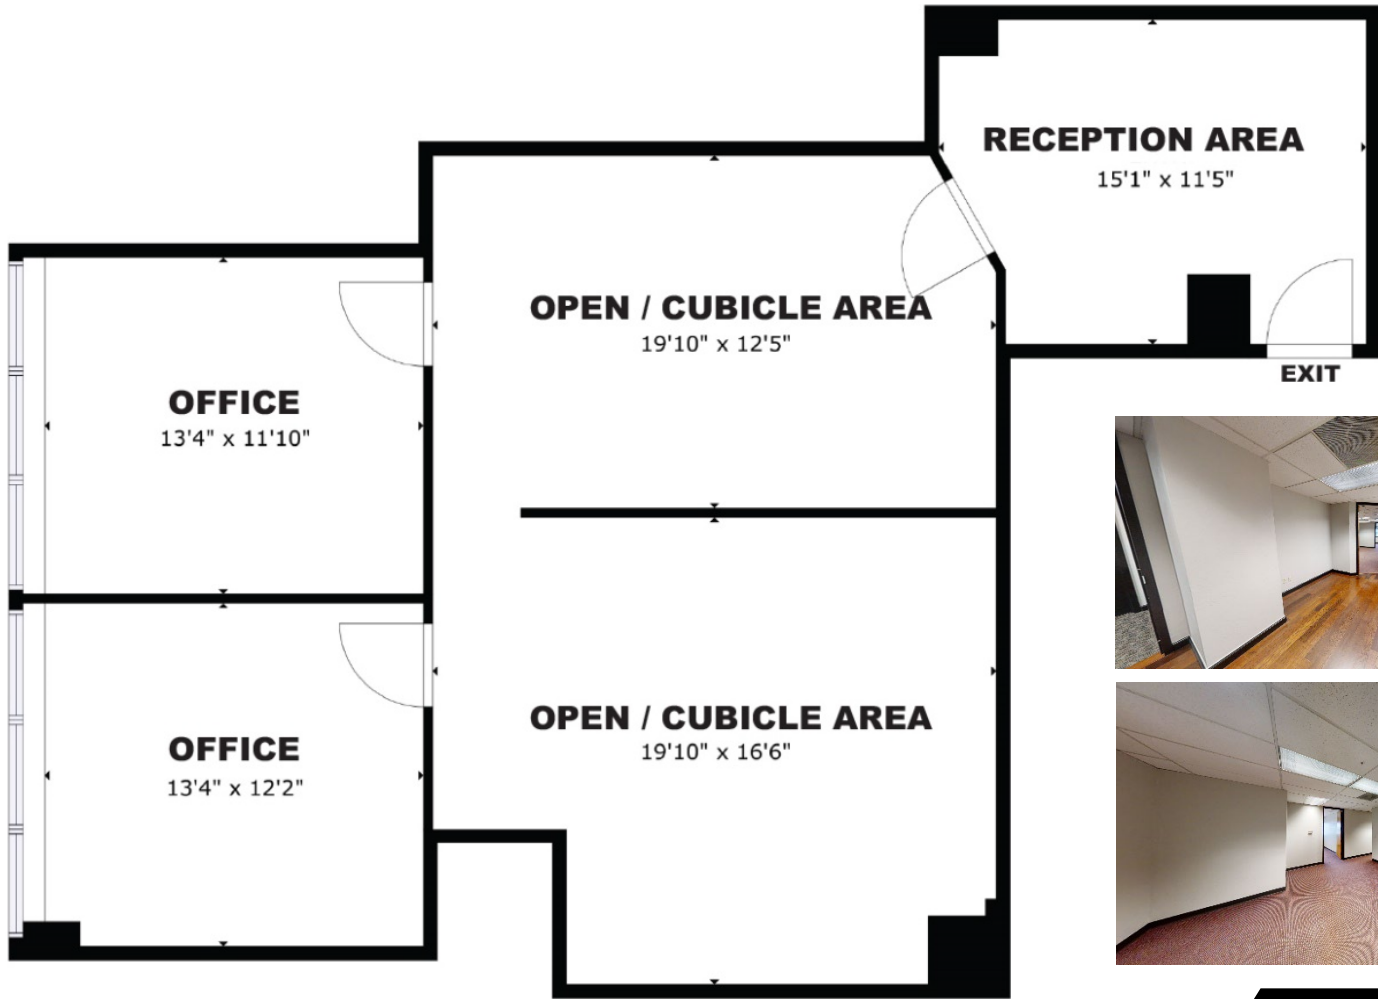 RECEPTION AREA
15'1" x 11'5"
OPEN / CUBICLE AREA
19'10" x 12'5"
EXIT
OFFICE
13'4" x 11'10"
OPEN / CUBICLE AREA
19'10" x 16'6"
OFFICE
13'4" x 12'2"